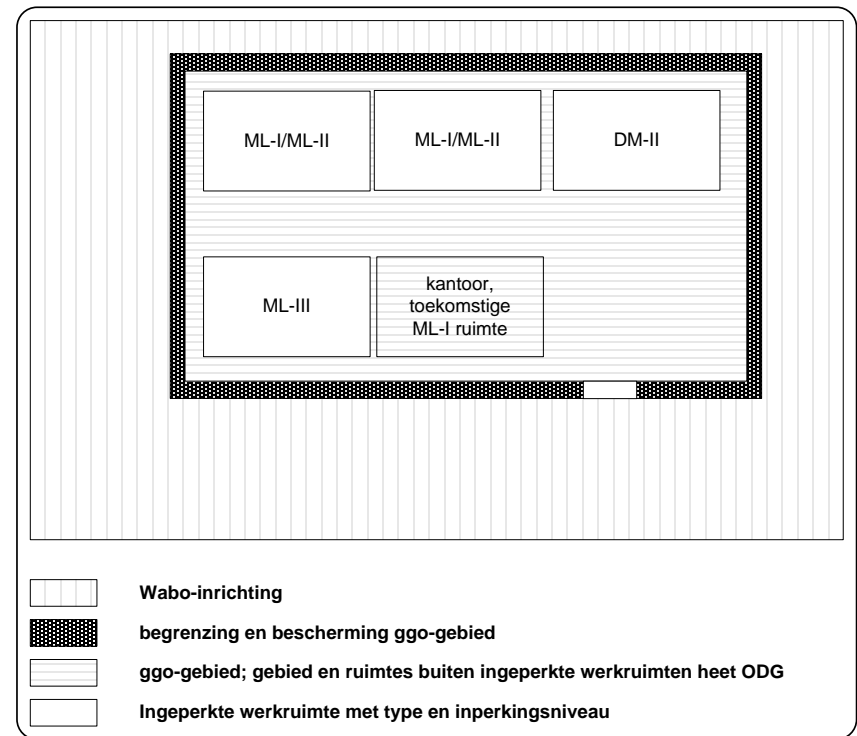 ML-I/ML-II
ML-I/ML-II
DM-II
ML-III
kantoor,
toekomstige
ML-I ruimte
Wabo-inrichting
begrenzing en bescherming ggo-gebied
ggo-gebied; gebied en ruimtes buiten ingeperkte werkruimten heet ODG
Ingeperkte werkruimte met type en inperkingsniveau